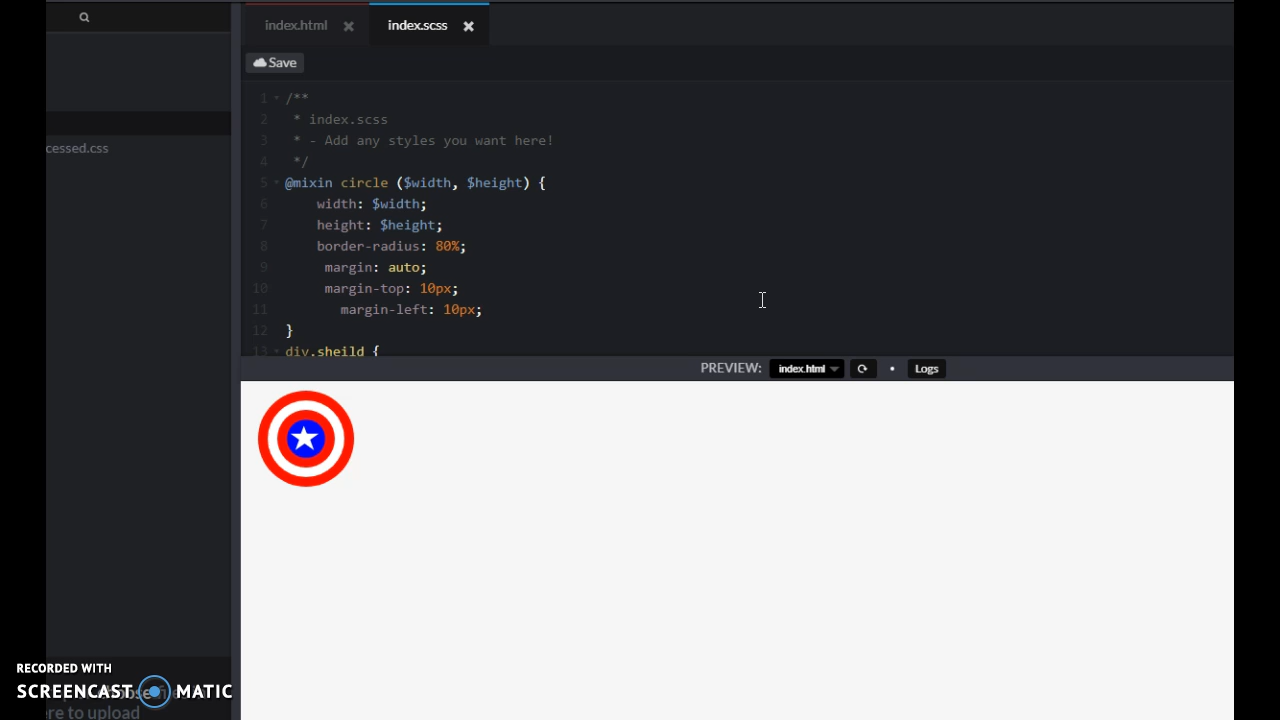 index.html ✖ index.scss ✖
Save
1 /**
2 * index.scss
3 * - Add any styles you want here!
4 */
5 @mixin circle ($width, $height) {
6 width: $width;
7 height: $height;
8 border-radius: 80%;
9 margin: auto;
10 margin-top: 10px;
11 margin-left: 10px;
12 }
13 div.sheild {
cessed.css
PREVIEW: index.html Logs
RECORDED WITH
SCREENCAST MATIC
re to upload